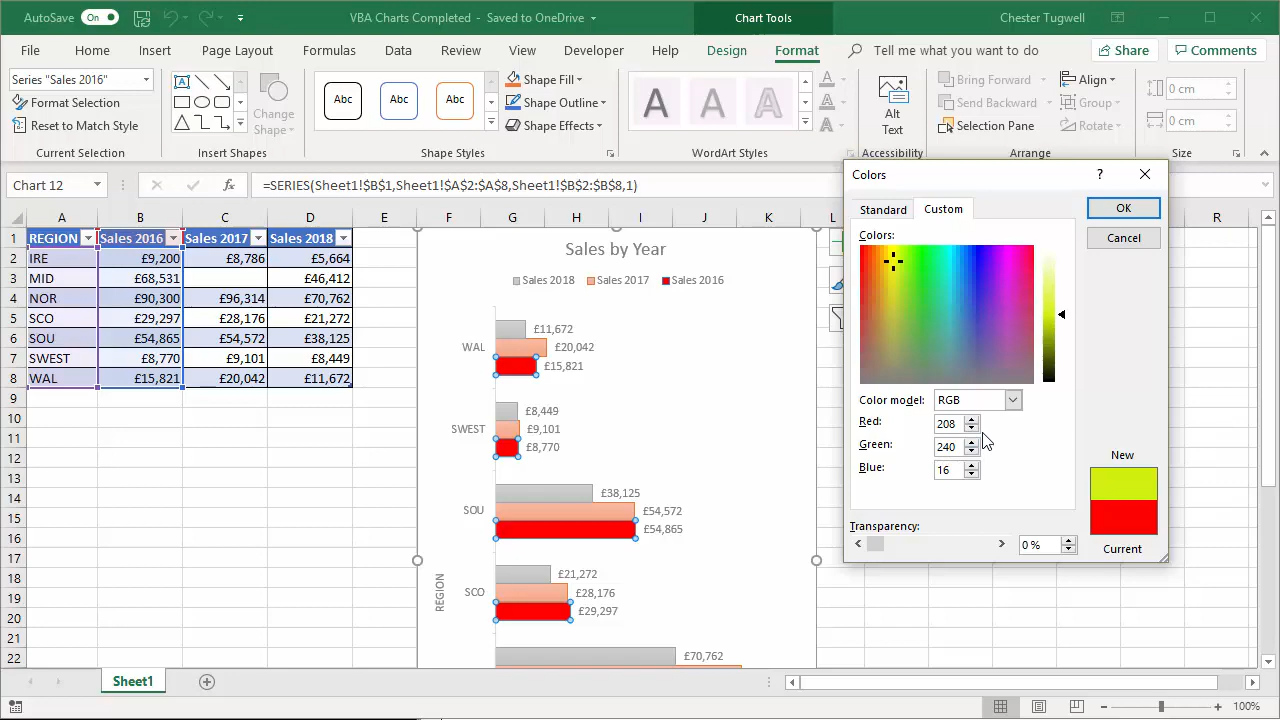 AutoSave On VBA Charts Completed - Saved to OneDrive Chart Tools Chester Tugwell
File Home Insert Page Layout Formulas Data Review View Developer Help Design Format Tell me what you want to do Share Comments
Series "Sales 2016"
Format Selection
Reset to Match Style
Current Selection
Change
Shape
Insert Shapes
Abc Abc Abc
Shape Fill
Shape Outline
Shape Effects
Shape Styles
A A A
WordArt Styles
Alt
Text
Accessibility
Bring Forward
Send Backward
Selection Pane
Align
Group
Rotate
Arrange
0 cm
0 cm
Size
Chart 12 fx =SERIES(Sheet1!$B$1,Sheet1!$A$2:$A$8,Sheet1!$B$2:$B$8,1)
A B C D E F G H I J K L R
1 REGION Sales 2016 Sales 2017 Sales 2018
2 IRE £9,200 £8,786 £5,064
3 MID £68,531 £46,412
4 NOR £90,300 £96,314 £70,762
5 SCO £29,297 £28,176 £21,272
6 SOU £54,865 £54,572 £38,125
7 SWEST £8,770 £9,101 £8,449
8 WAL £15,821 £20,042 £11,672
9
10
11
12
13
14
15
16
17
18
19
20
21
22
Sales by Year
Sales 2018 Sales 2017 Sales 2016
£11,672
WAL £20,042
£15,821
£8,449
SWEST £9,101
£8,770
£38,125
SOU £54,572
£54,865
£21,272
SCO £28,176
£29,297
£70,762
REGION
Colors ?
Standard Custom
OK
Cancel
Colors:
Color model: RGB
Red: 208
Green: 240
Blue: 16
New
Current
Transparency:
0 %
Sheet1
100%